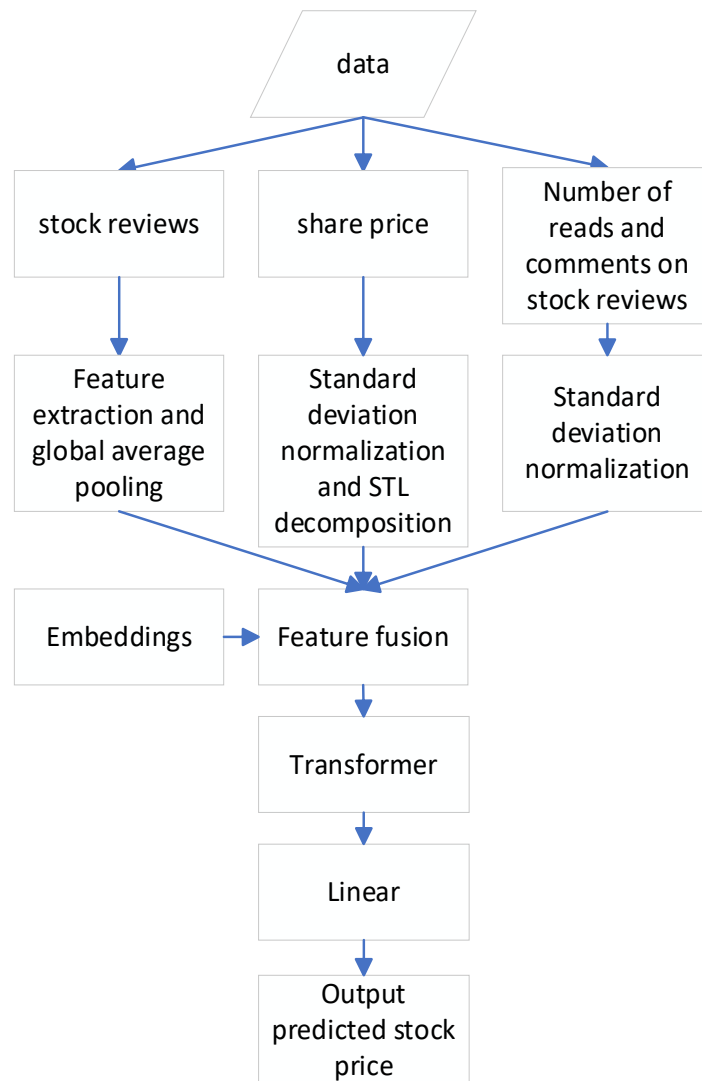 data
stock reviews
share price
Number of
reads and
comments on
stock reviews
Feature
extraction and
global average
pooling
Standard
deviation
normalization
and STL
decomposition
Standard
deviation
normalization
Embeddings
Feature fusion
Transformer
Linear
Output
predicted stock
price